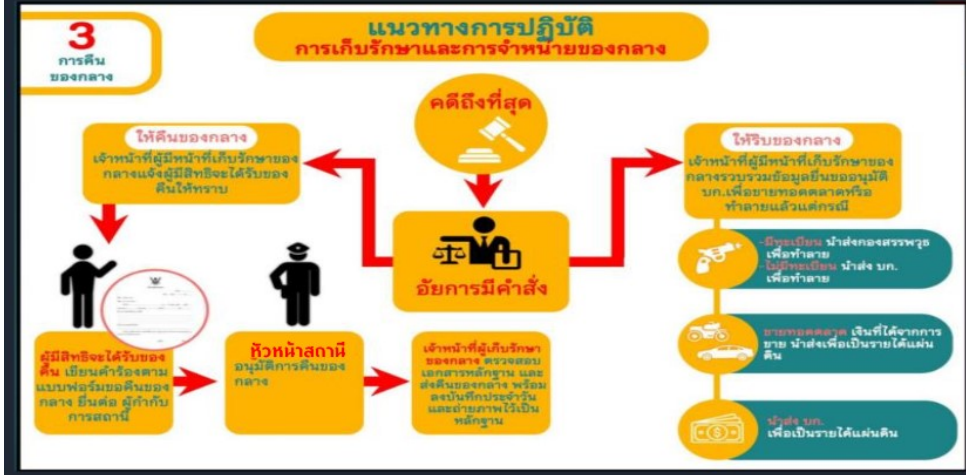 3
การคืน
ของกลาง
แนวทางการปฏิบัติ
การเก็บรักษาและการจำหน่ายของกลาง
คดีถึงที่สุด
ให้คืนของกลาง
เจ้าหน้าที่ผู้มีหน้าที่เก็บรักษาของ
กลางแจ้งผู้มีสิทธิจะได้รับของ
คืนให้ทราบ
อัยการมีคำสั่ง
ให้ริบของกลาง
เจ้าหน้าที่ผู้มีหน้าที่เก็บรักษาของ
กลางรวบรวมข้อมูลยื่นขออนุมัติ
บก.เพื่อขายทอดตลาดหรือ
ทำลายแล้วแต่กรณี
-มีทะเบียน นำส่งกองสรรพวุธ
เพื่อทำลาย
-ไม่มีทะเบียน นำส่ง บก.
เพื่อทำลาย
ขายทอดตลาด เงินที่ได้จากการ
ขาย นำส่งเพื่อเป็นรายได้แผ่น
ดิน
นำส่ง บก.
เพื่อเป็นรายได้แผ่นดิน
ผู้มีสิทธิจะได้รับของ
คืน เขียนคำร้องตาม
แบบฟอร์มขอคืนของ
กลาง ยื่นต่อ ผู้กำกับ
การสถานี
หัวหน้าสถานี
อนุมัติการคืนของ
กลาง
เจ้าหน้าที่ผู้เก็บรักษา
ของกลาง ตรวจสอบ
เอกสารหลักฐาน และ
ส่งคืนของกลาง พร้อม
ลงบันทึกประจำวัน
และถ่ายภาพไว้เป็น
หลักฐาน